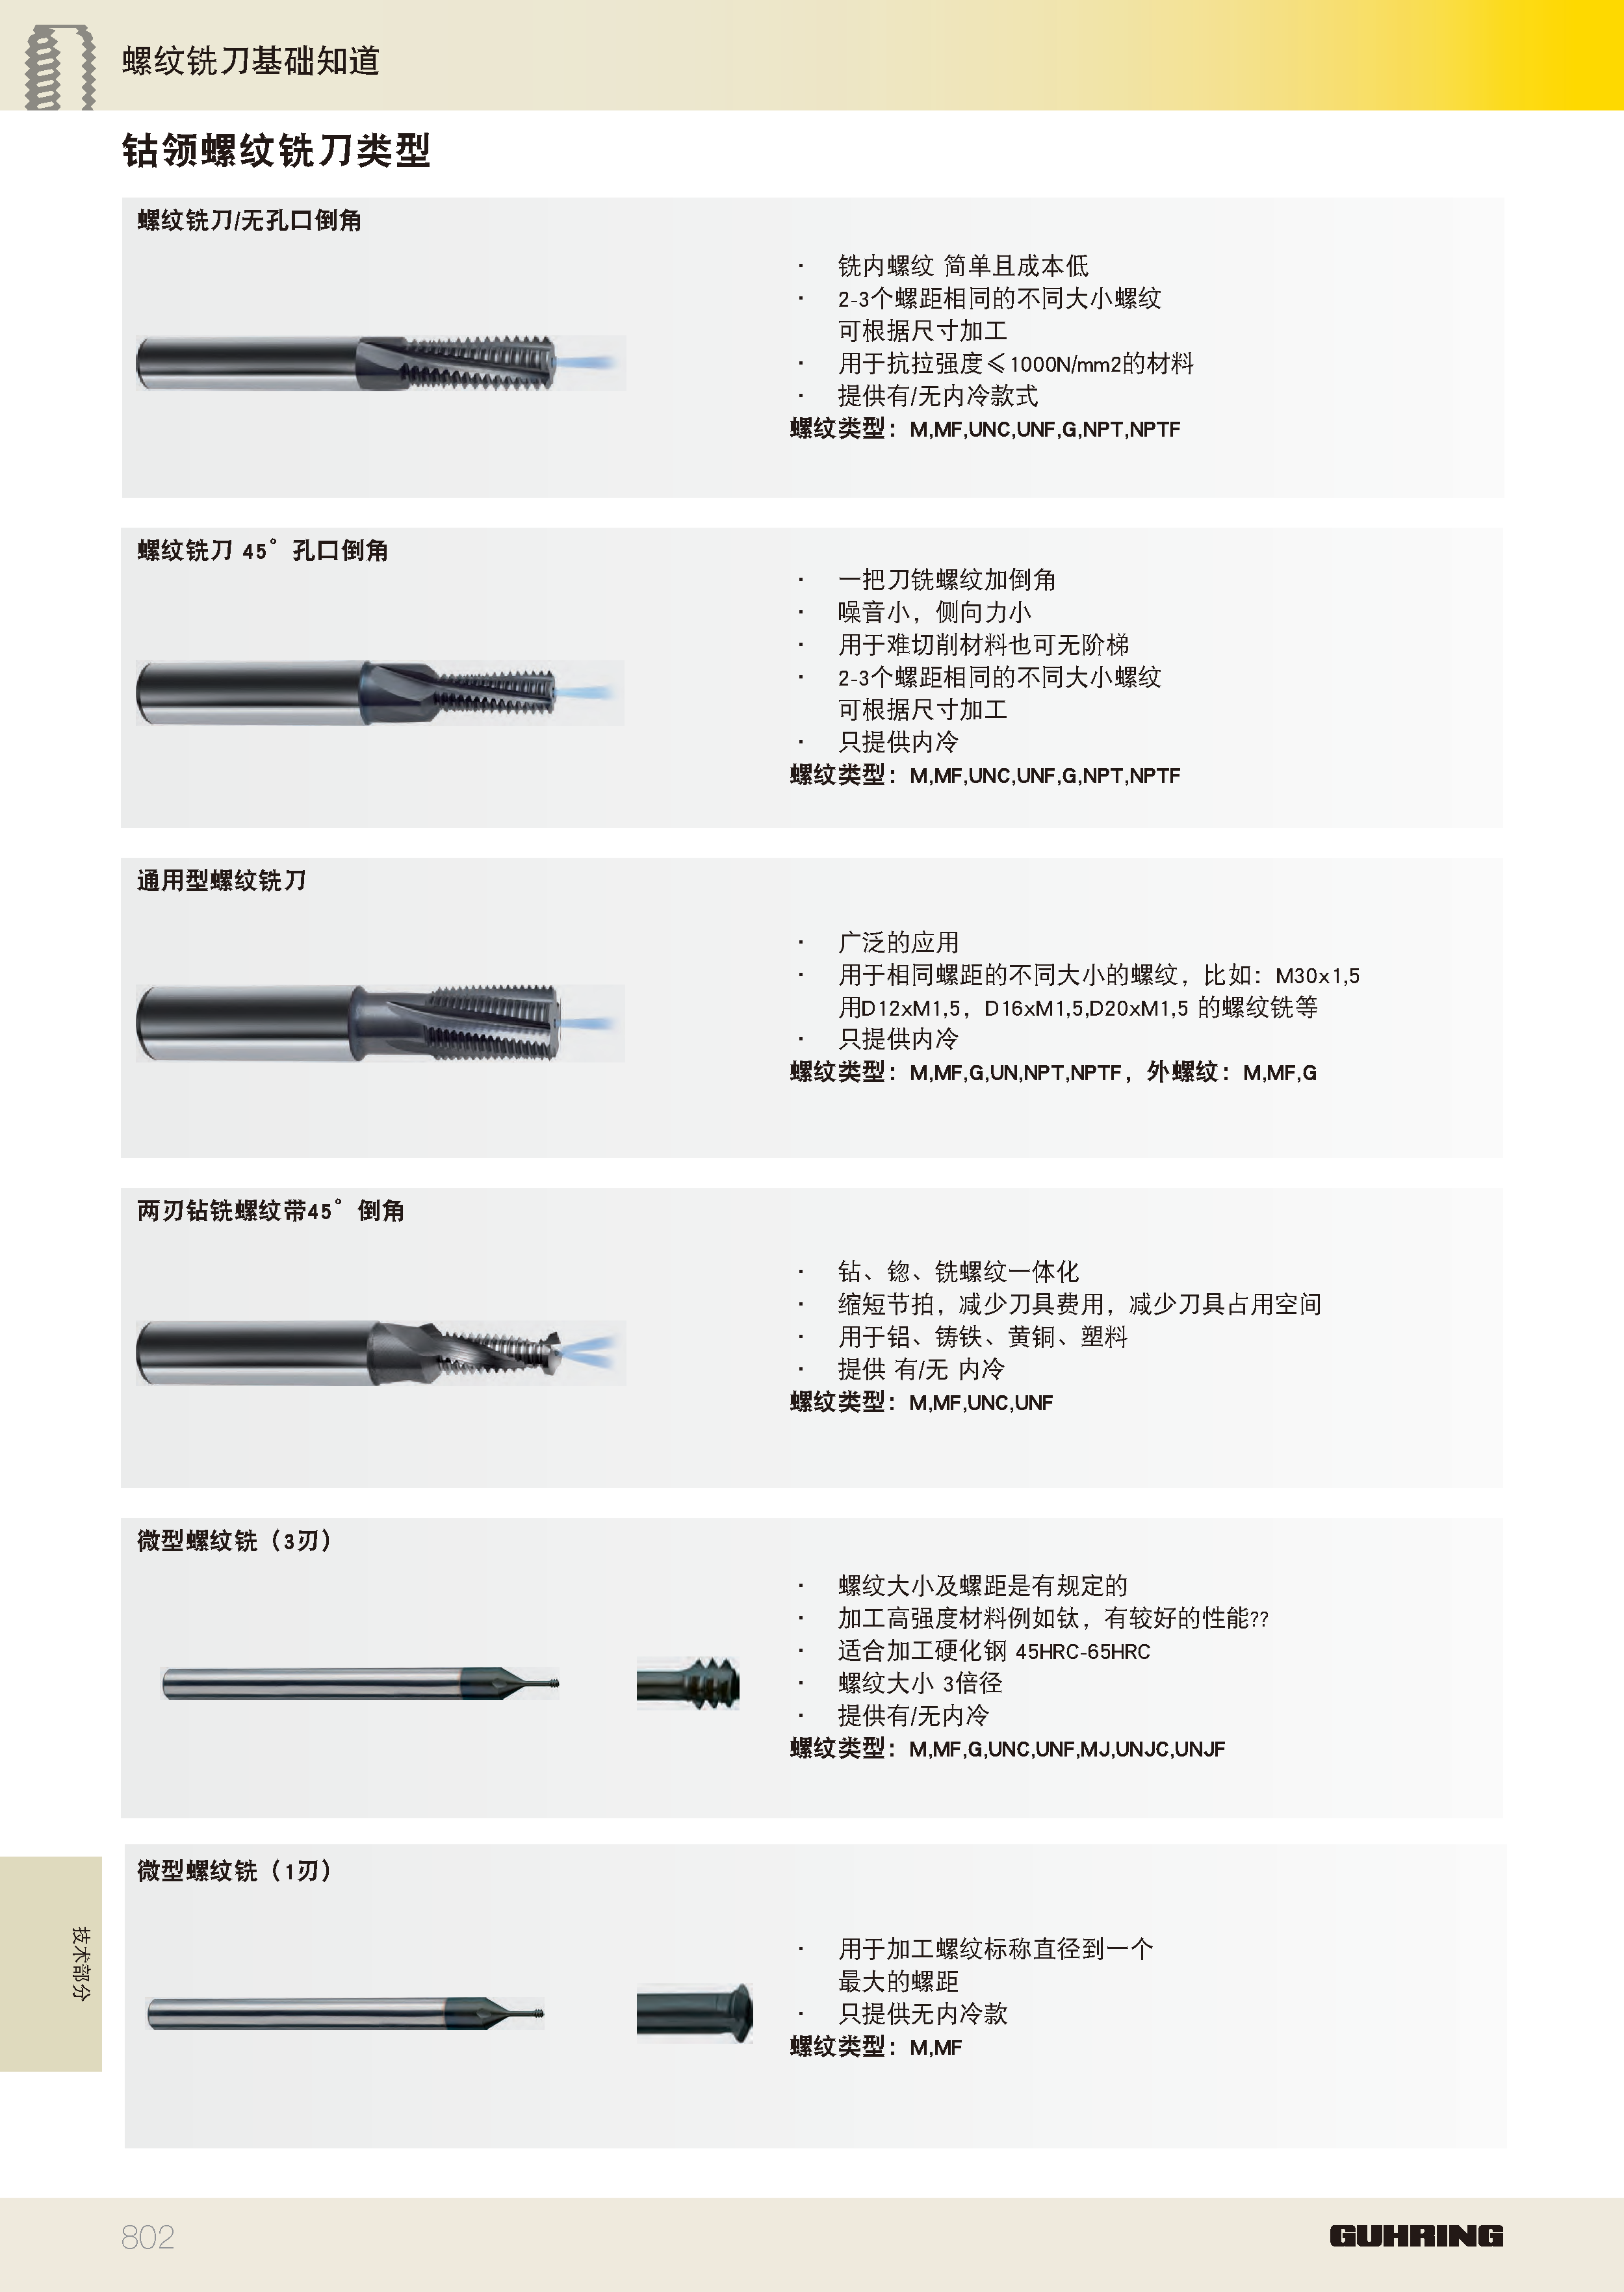 螺纹铣刀基础知道
钴领螺纹铣刀类型
螺纹铣刀/无孔口倒角
· 铣内螺纹 简单且成本低
· 2-3个螺距相同的不同大小螺纹
可根据尺寸加工
· 用于抗拉强度≤1000N/mm2的材料
· 提供有/无内冷款式
螺纹类型：M,MF,UNC,UNF,G,NPT,NPTF
螺纹铣刀 45°孔口倒角
· 一把刀铣螺纹加倒角
· 噪音小，侧向力小
· 用于难切削材料也可无阶梯
· 2-3个螺距相同的不同大小螺纹
可根据尺寸加工
· 只提供内冷
螺纹类型：M,MF,UNC,UNF,G,NPT,NPTF
通用型螺纹铣刀
· 广泛的应用
· 用于相同螺距的不同大小的螺纹，比如：M30x1,5
用D12xM1,5，D16xM1,5,D20xM1,5 的螺纹铣等
· 只提供内冷
螺纹类型：M,MF,G,UN,NPT,NPTF，外螺纹：M,MF,G
两刃钻铣螺纹带45°倒角
· 钻、锪、铣螺纹一体化
· 缩短节拍，减少刀具费用，减少刀具占用空间
· 用于铝、铸铁、黄铜、塑料
· 提供 有/无 内冷
螺纹类型：M,MF,UNC,UNF
微型螺纹铣（3刃）
· 螺纹大小及螺距是有规定的
· 加工高强度材料例如钛，有较好的性能??
· 适合加工硬化钢 45HRC-65HRC
· 螺纹大小 3倍径
· 提供有/无内冷
螺纹类型：M,MF,G,UNC,UNF,MJ,UNJC,UNJF
微型螺纹铣（1刃）
· 用于加工螺纹标称直径到一个
最大的螺距
· 只提供无内冷款
螺纹类型：M,MF
技术部分
802
GUHRING